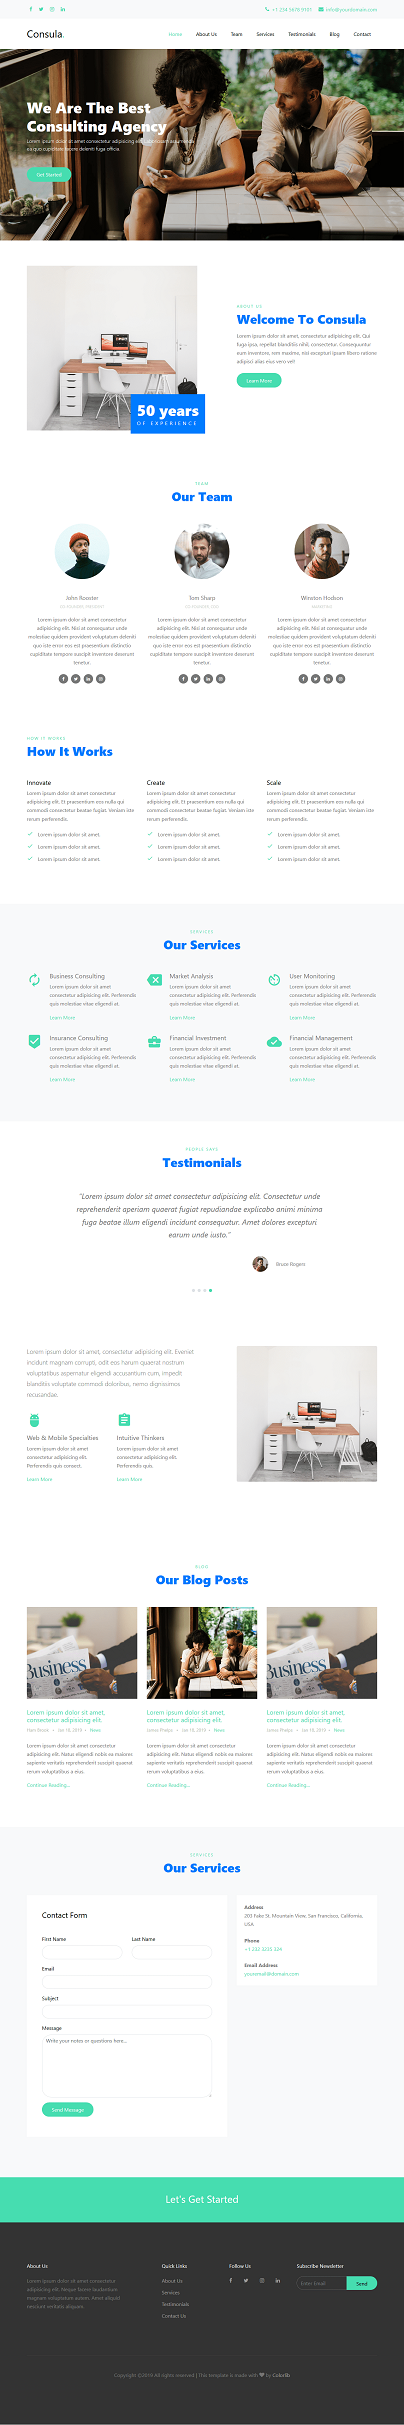 +1 234 5678 9101 info@yourdomain.com
Consula.
Home About Us Team Services Testimonials Blog Contact
We Are The Best
Consulting Agency
Lorem ipsum dolor sit amet consectetur adipisicing elit.
ea quo cupiditate facere deleniti fuga officia.
Get Started
ABOUT US
Welcome To Consula
Lorem ipsum dolor sit amet, consectetur adipisicing elit. Qui
fuga ipsa, repellat blanditiis nihil, consectetur. Consequuntur
eum inventore, rem maxime, nisi excepturi ipsam libero ratione
adipisci alias eius vero vel!
Learn More
50 years
OF EXPERIENCE
TEAM
Our Team
John Rooster
CO-FOUNDER, PRESIDENT
Lorem ipsum dolor sit amet consectetur
adipisicing elit. Nisi at consequatur unde
molestiae quidem provident voluptatum deleniti
quo iste error eos est praesentium distinctio
cupiditate tempore suscipit inventore deserunt
tenetur.
Tom Sharp
CO-FOUNDER, COO
Lorem ipsum dolor sit amet consectetur
adipisicing elit. Nisi at consequatur unde
molestiae quidem provident voluptatum deleniti
quo iste error eos est praesentium distinctio
cupiditate tempore suscipit inventore deserunt
tenetur.
Winston Hodson
MARKETING
Lorem ipsum dolor sit amet consectetur
adipisicing elit. Nisi at consequatur unde
molestiae quidem provident voluptatum deleniti
quo iste error eos est praesentium distinctio
cupiditate tempore suscipit inventore deserunt
tenetur.
HOW IT WORKS
How It Works
Innovate
Lorem ipsum dolor sit amet consectetur
adipisicing elit. Et praesentium eos nulla qui
commodi consectetur beatae fugiat. Veniam iste
rerum perferendis.
Lorem ipsum dolor sit amet.
Lorem ipsum dolor sit amet.
Lorem ipsum dolor sit amet.
Create
Lorem ipsum dolor sit amet consectetur
adipisicing elit. Et praesentium eos nulla qui
commodi consectetur beatae fugiat. Veniam iste
rerum perferendis.
Lorem ipsum dolor sit amet.
Lorem ipsum dolor sit amet.
Lorem ipsum dolor sit amet.
Scale
Lorem ipsum dolor sit amet consectetur
adipisicing elit. Et praesentium eos nulla qui
commodi consectetur beatae fugiat. Veniam iste
rerum perferendis.
Lorem ipsum dolor sit amet.
Lorem ipsum dolor sit amet.
Lorem ipsum dolor sit amet.
SERVICES
Our Services
Business Consulting
Lorem ipsum dolor sit amet
consectetur adipisicing elit. Perferendis
quis molestiae vitae eligendi at.
Learn More
Market Analysis
Lorem ipsum dolor sit amet
consectetur adipisicing elit. Perferendis
quis molestiae vitae eligendi at.
Learn More
User Monitoring
Lorem ipsum dolor sit amet
consectetur adipisicing elit. Perferendis
quis molestiae vitae eligendi at.
Learn More
Insurance Consulting
Lorem ipsum dolor sit amet
consectetur adipisicing elit. Perferendis
quis molestiae vitae eligendi at.
Learn More
Financial Investment
Lorem ipsum dolor sit amet
consectetur adipisicing elit. Perferendis
quis molestiae vitae eligendi at.
Learn More
Financial Management
Lorem ipsum dolor sit amet
consectetur adipisicing elit. Perferendis
quis molestiae vitae eligendi at.
Learn More
PEOPLE SAYS
Testimonials
“Lorem ipsum dolor sit amet consectetur adipisicing elit. Consectetur unde
reprehenderit aperiam quaerat fugiat repudiandae explicabo animi minima
fuga beatae illum eligendi incidunt consequatur. Amet dolores excepturi
earum unde iusto.”
Bruce Rogers
Lorem ipsum dolor sit amet, consectetur adipisicing elit. Eveniet
incidunt magnam corrupti, odit eos harum quaerat nostrum
voluptatibus aspernatur eligendi accusantium cum, impedit
blanditiis voluptate commodi doloribus, nemo dignissimos
recusandae.
Web & Mobile Specialties
Lorem ipsum dolor sit amet
consectetur adipisicing elit.
Perferendis quis consect.
Learn More
Intuitive Thinkers
Lorem ipsum dolor sit amet
consectetur adipisicing elit.
Perferendis quis.
Learn More
BLOG
Our Blog Posts
Business
Lorem ipsum dolor sit amet,
consectetur adipisicing elit.
Ham Brook • Jan 18, 2019 • News
Lorem ipsum dolor sit amet, consectetur adipisicing
elit. Natus eligendi nobis ea maiores
sapiente veritatis reprehenderit suscipit quaerat
rerum voluptatibus a eius.
Continue Reading...
Lorem ipsum dolor sit amet,
consectetur adipisicing elit.
James Phelps • Jan 18, 2019 • News
Lorem ipsum dolor sit amet, consectetur adipisicing
elit. Natus eligendi nobis ea maiores
sapiente veritatis reprehenderit suscipit quaerat
rerum voluptatibus a eius.
Continue Reading...
Business
Lorem ipsum dolor sit amet,
consectetur adipisicing elit.
James Phelps • Jan 18, 2019 • News
Lorem ipsum dolor sit amet, consectetur adipisicing
elit. Natus eligendi nobis ea maiores
sapiente veritatis reprehenderit suscipit quaerat
rerum voluptatibus a eius.
Continue Reading...
SERVICES
Our Services
Contact Form
First Name Last Name
Email
Subject
Message
Write your notes or questions here...
Send Message
Address
203 Fake St. Mountain View, San Francisco, California,
USA
Phone
+1 232 3235 324
Email Address
youremail@domain.com
Let's Get Started
About Us
Lorem ipsum dolor sit amet consectetur
adipisicing elit. Neque facere laudantium
magnam voluptatum autem. Amet aliquid
nesciunt veritatis aliquam.
Quick Links
About Us
Services
Testimonials
Contact Us
Follow Us
Subscribe Newsletter
Enter Email Send
Copyright ©2019 All rights reserved | This template is made with by Colorlib